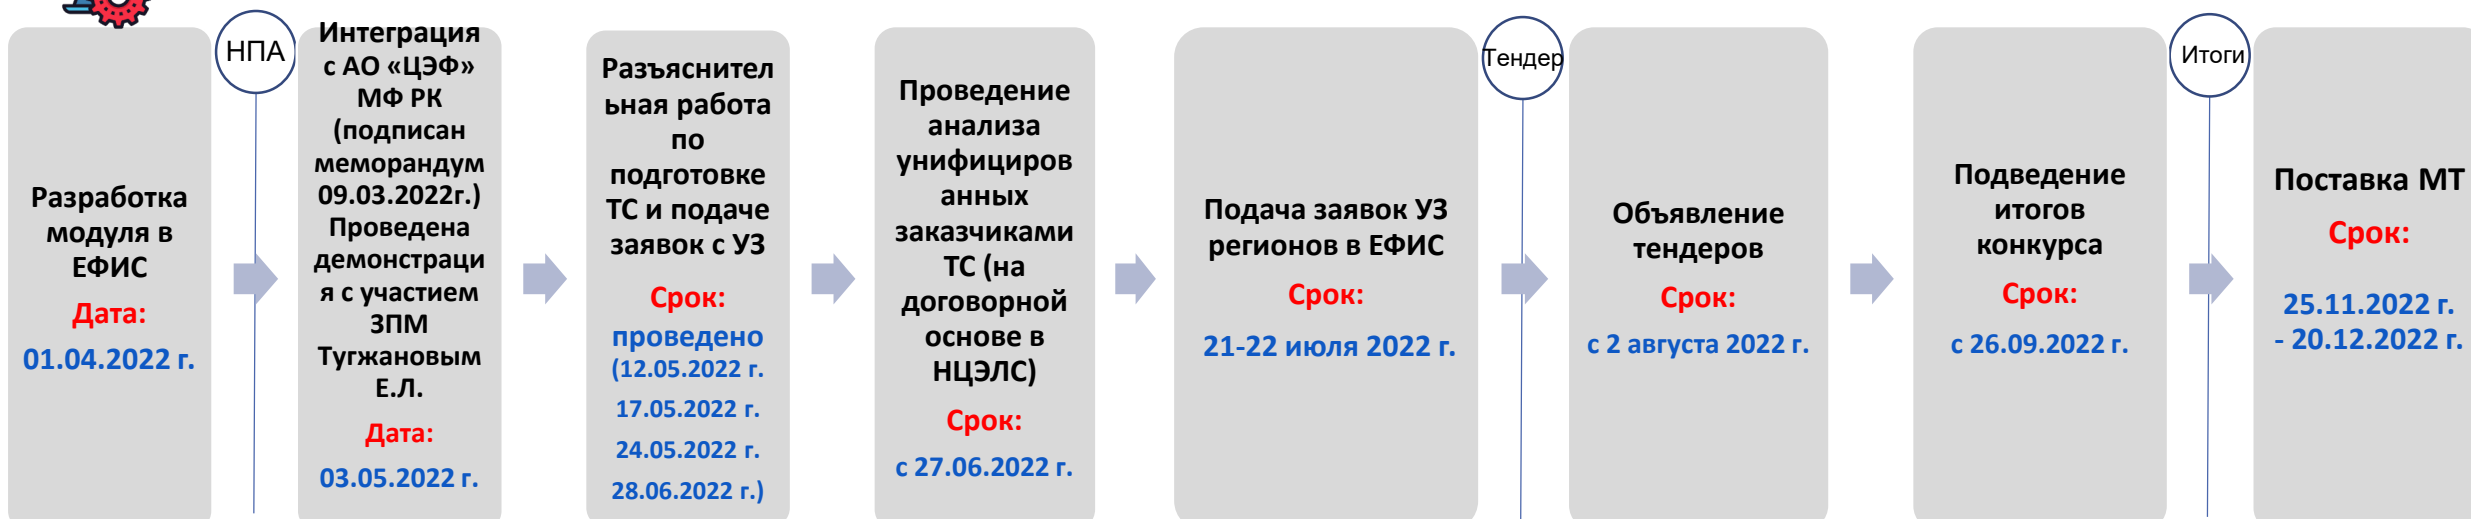 Разработка
модуля в
ЕФИС
Дата:
01.04.2022 г.
НПА
Интеграция
с АО «ЦЭФ»
МФ РК
(подписан
меморандум
09.03.2022г.)
Проведена
демонстраци
я с участием
ЗПМ
Тугжановым
Е.Л.
Дата:
03.05.2022 г.
Разъяснител
ьная работа
по
подготовке
ТС и подаче
заявок с УЗ
Срок:
проведено
(12.05.2022 г.
17.05.2022 г.
24.05.2022 г.
28.06.2022 г.)
Проведение
анализа
унифициров
анных
заказчиками
ТС (на
договорной
основе в
НЦЭЛС)
Срок:
с 27.06.2022 г.
Подача заявок УЗ
регионов в ЕФИС
Срок:
21-22 июля 2022 г.
Тендер
Объявление
тендеров
Срок:
с 2 августа 2022 г.
Подведение
итогов
конкурса
Срок:
с 26.09.2022 г.
Итоги
Поставка МТ
Срок:
25.11.2022 г.
- 20.12.2022 г.